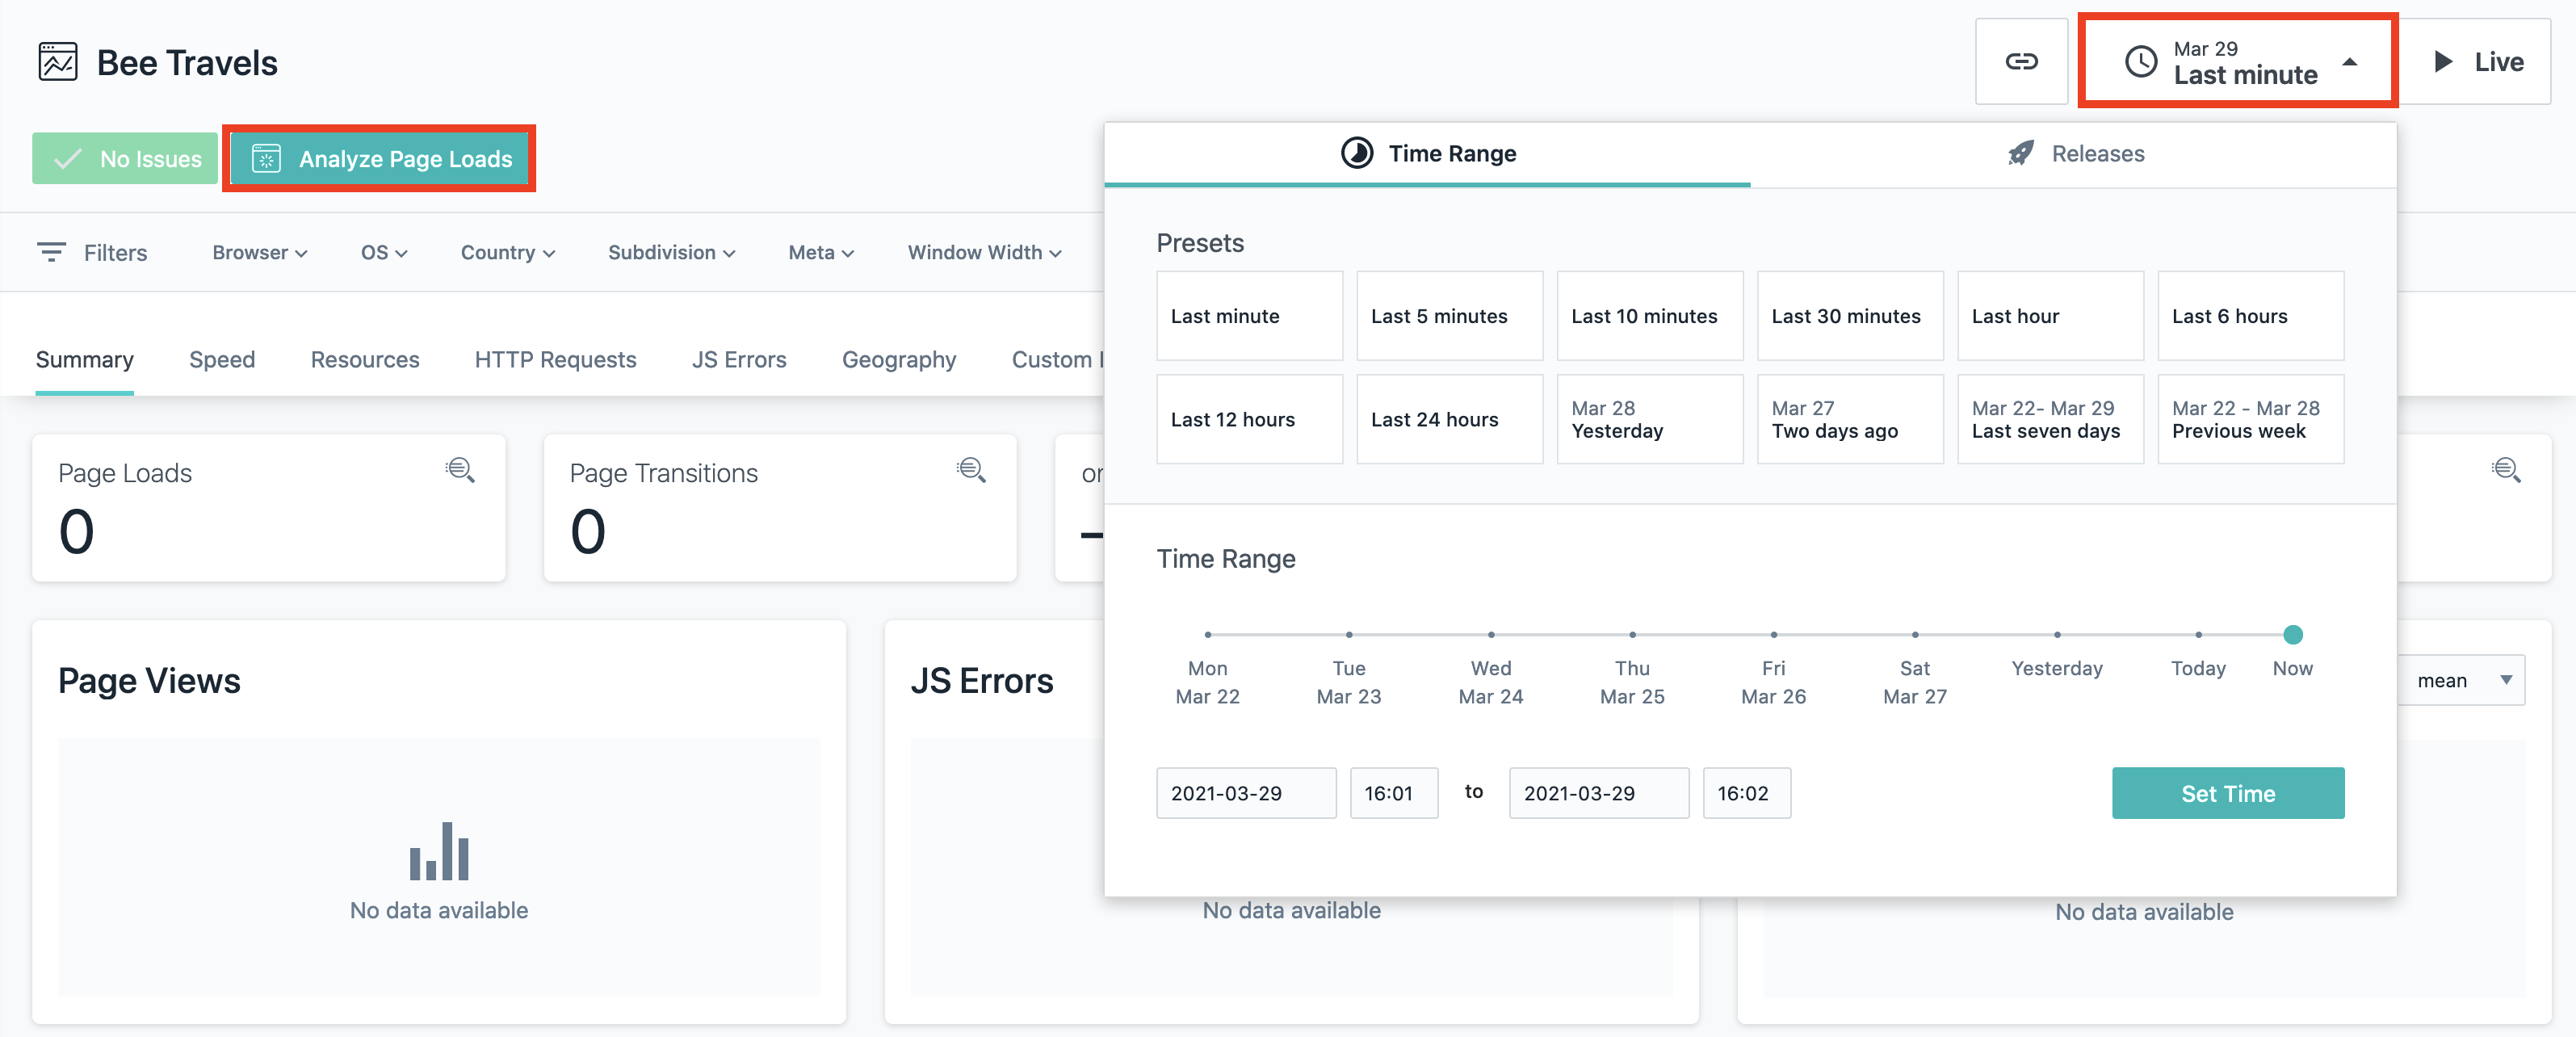 Bee Travels
Mar 29
Last minute
Live
No Issues
Analyze Page Loads
Time Range
Releases
Filters
Browser
OS
Country
Subdivision
Meta
Window Width
Presets
Last minute
Last 5 minutes
Last 10 minutes
Last 30 minutes
Last hour
Last 6 hours
Last 12 hours
Last 24 hours
Mar 28
Yesterday
Mar 27
Two days ago
Mar 22- Mar 29
Last seven days
Mar 22 - Mar 28
Previous week
Summary
Speed
Resources
HTTP Requests
JS Errors
Geography
Custom
Page Loads
0
Page Transitions
0
–
Time Range
Mon
Mar 22
Tue
Mar 23
Wed
Mar 24
Thu
Mar 25
Fri
Mar 26
Sat
Mar 27
Yesterday
Today
Now
2021-03-29
16:01
to
2021-03-29
16:02
Set Time
Page Views
JS Errors
mean
No data available
No data available
No data available